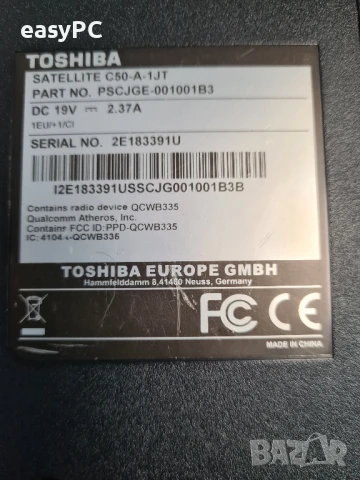 easyPC
TOSHIBA
SATELLITE C50-A-1JT
PART NO. PSCJGE-001001B3
DC 19V ⎓ 2.37A
1EU/+1/CI
SERIAL NO. 2E183391U
I2E183391USSCJG001001B3B
Contains radio device QCWB335
Qualcomm Atheros, Inc.
Contains FCC ID: PPD-QCWB335
IC: 4104 -QCWB335
TOSHIBA EUROPE GMBH
Hammfelddamm 8,41460 Neuss, Germany
FC CE
MADE IN CHINA
BAZAR